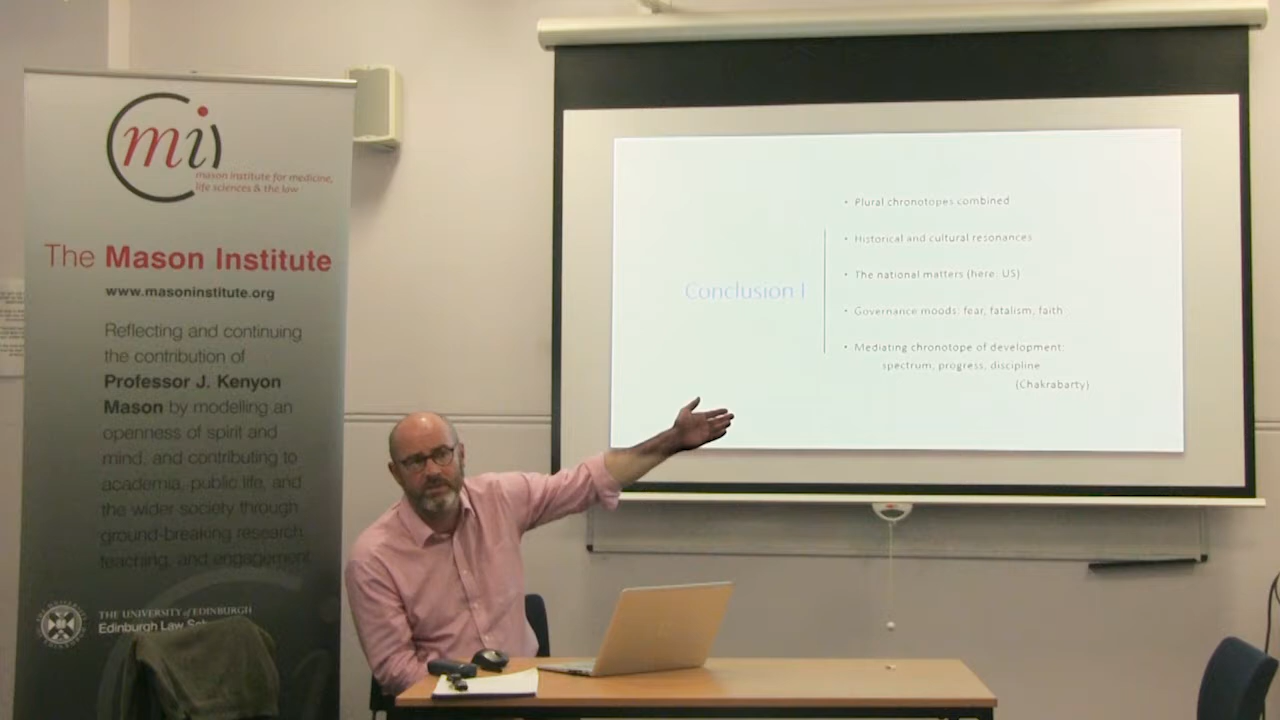 mi
mason institute for medicine,
life sciences & the law
The Mason Institute
www.masoninstitute.org
Reflecting and continuing
the contribution of
Professor J. Kenyon
Mason by modelling an
openness of spirit and
mind, and contributing to
academia, public life, and
the wider society through
ground-breaking research,
teaching, and engagement
THE UNIVERSITY of EDINBURGH
Edinburgh Law
Conclusion I
• Plural chronotopes combined
• Historical and cultural resonances
• The national matters (here: US)
• Governance moods: fear, fatalism, faith
• Mediating chronotope of development:
spectrum, progress, discipline
(Chakrabarty)